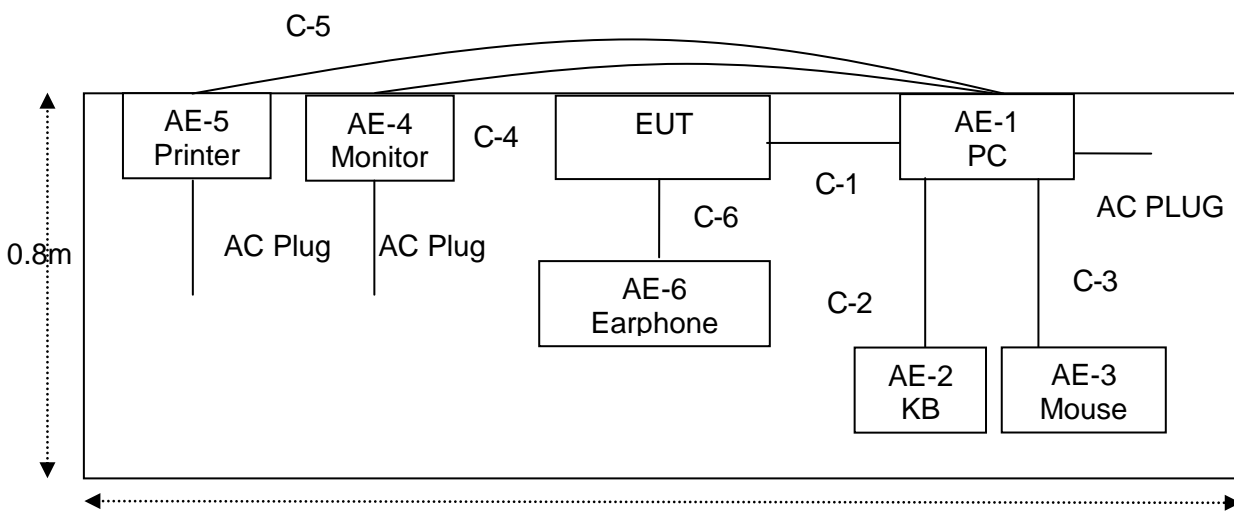 C-5
AE-5
Printer
AE-4
Monitor
C-4
EUT
AE-1
PC
C-1
AC PLUG
C-6
AC Plug
AC Plug
0.8m
AE-6
Earphone
C-2
C-3
AE-2
KB
AE-3
Mouse